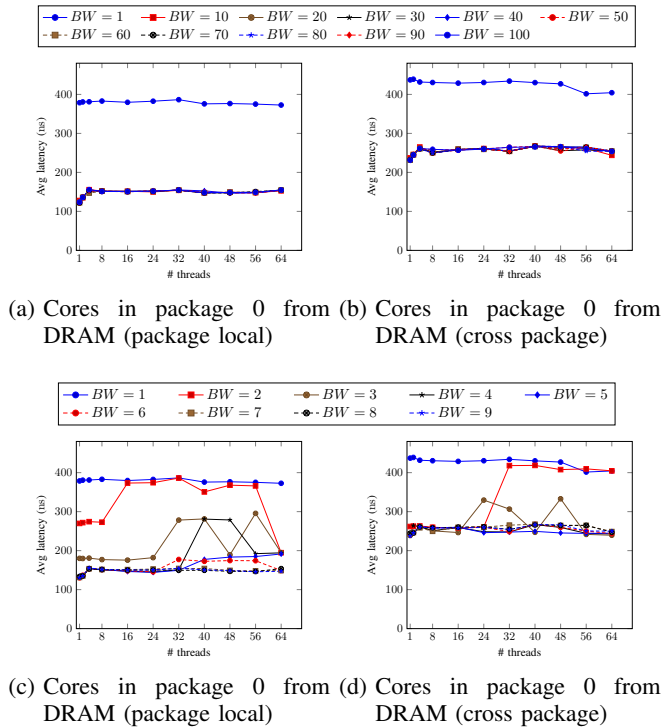 BW = 1 BW = 10 BW = 20 BW = 30 BW = 40 BW = 50
BW = 60 BW = 70 BW = 80 BW = 90 BW = 100
400
300
200
100
0
Avg latency (ns)
1 8 16 24 32 40 48 56 64
# threads
400
300
200
100
0
Avg latency (ns)
1 8 16 24 32 40 48 56 64
# threads
(a) Cores in package 0 from DRAM (package local)
(b) Cores in package 0 from DRAM (cross package)
BW = 1 BW = 2 BW = 3 BW = 4 BW = 5
BW = 6 BW = 7 BW = 8 BW = 9
400
300
200
100
0
Avg latency (ns)
1 8 16 24 32 40 48 56 64
# threads
400
300
200
100
0
Avg latency (ns)
1 8 16 24 32 40 48 56 64
# threads
(c) Cores in package 0 from DRAM (package local)
(d) Cores in package 0 from DRAM (cross package)